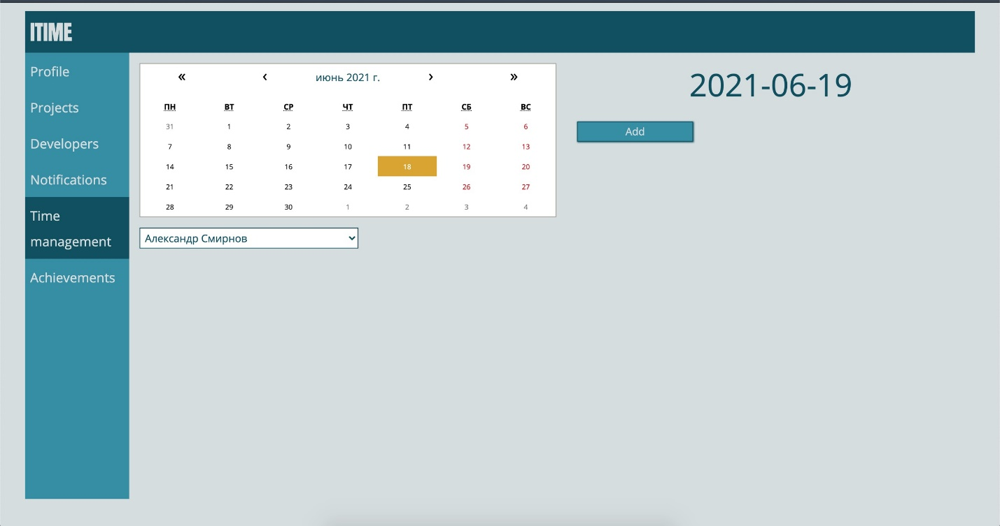 ITIME
Profile
Projects
Developers
Notifications
Time
management
Achievements
« ‹ июнь 2021 г. › »
ПН ВТ СР ЧТ ПТ СБ ВС
31 1 2 3 4 5 6
7 8 9 10 11 12 13
14 15 16 17 18 19 20
21 22 23 24 25 26 27
28 29 30 1 2 3 4
Александр Смирнов
2021-06-19
Add